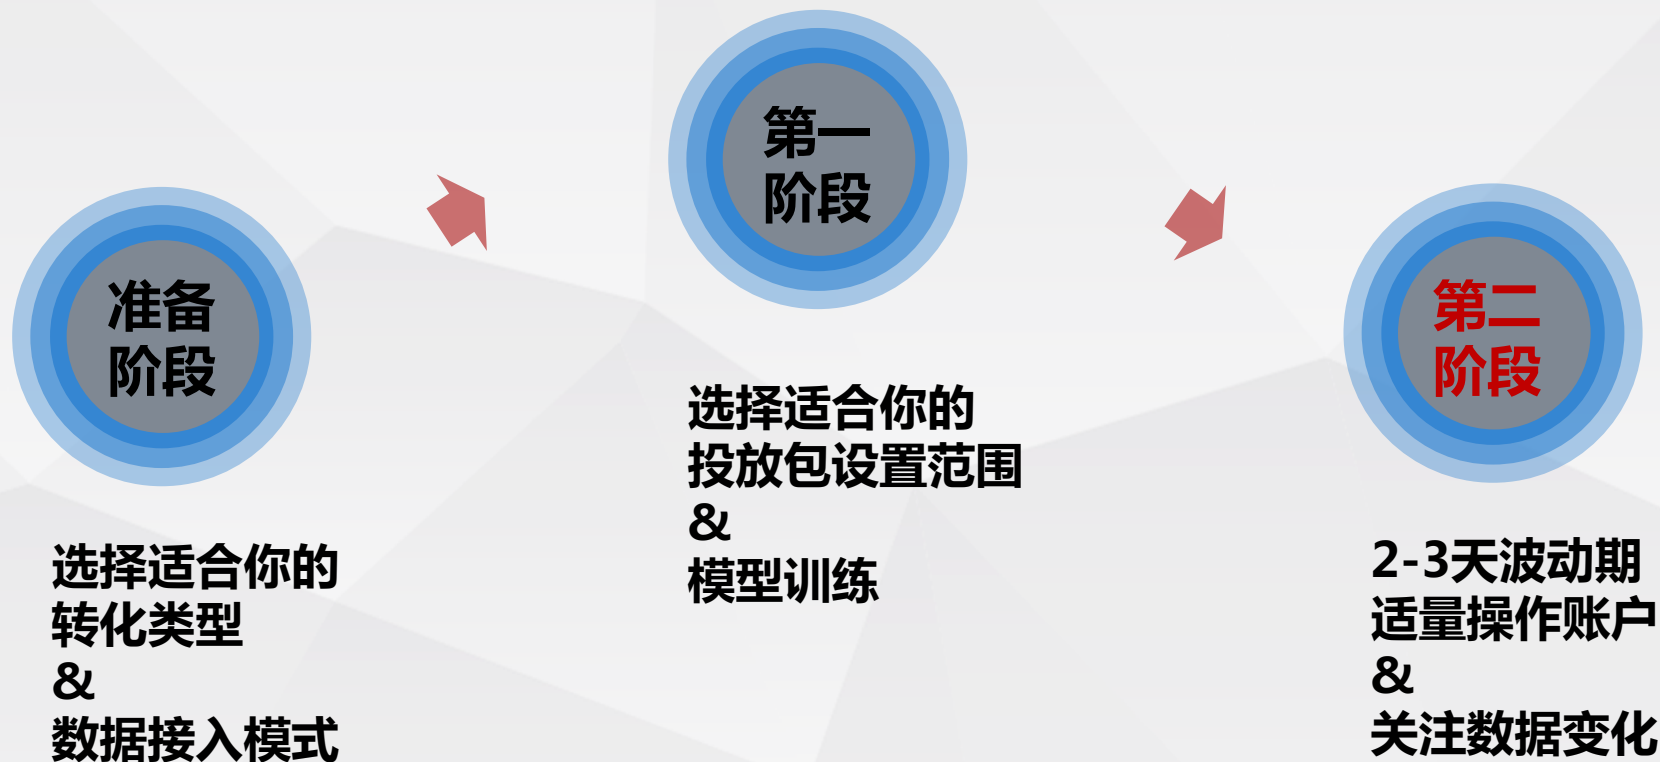 准备
阶段
选择适合你的
转化类型
&
数据接入模式
第一
阶段
选择适合你的
投放包设置范围
&
模型训练
第二
阶段
2-3天波动期
适量操作账户
&
关注数据变化